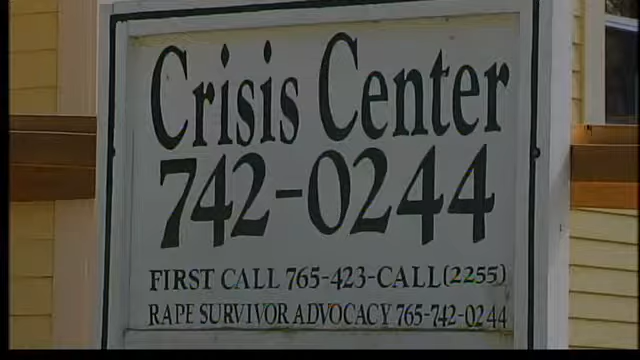 Crisis Center
742-0244
FIRST CALL 765-423-CALL(2255)
RAPE SURVIVOR ADVOCACY 765-742-0244